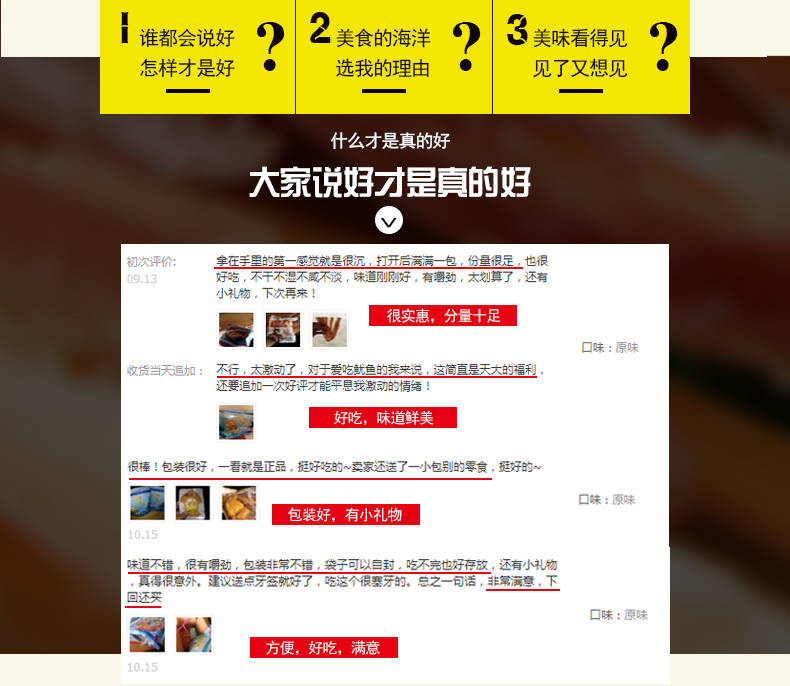 1 谁都会说好
怎样才是好 ?
2 美食的海洋
选我的理由 ?
3 美味看得见
见了又想见 ?
什么才是真的好
大家说好才是真的好
初次评价:
09.13
拿在手里的第一感觉就是很沉，打开后满满一包，份量很足，也很
好吃，不干不湿不咸不淡，味道刚刚好，有嚼劲，太划算了，还有
小礼物，下次再来！
很实惠，分量十足
口味：原味
收货当天追加：
不行，太激动了，对于爱吃鱿鱼的我来说，这简直是天大的福利，
还要追加一次好评才能平息我激动的情绪！
好吃，味道鲜美
很棒！包装很好，一看就是正品，挺好吃的~卖家还送了一小包别的零食，挺好的~
口味：原味
包装好，有小礼物
10.15
味道不错，很有嚼劲，包装非常不错，袋子可以自封，吃不完也好存放，还有小礼物
，真得很意外。建议送点牙签就好了，吃这个很塞牙的。总之一句话，非常满意，下
回还买
口味：原味
方便，好吃，满意
10.15